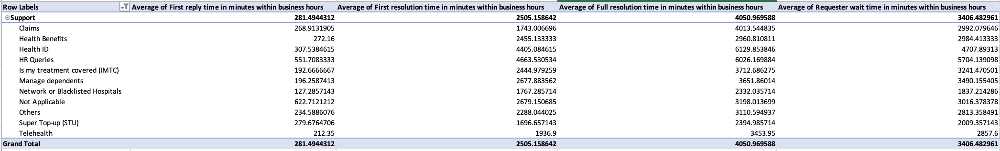 Row Labels Average of First reply time in minutes within business hours Average of First resolution time in minutes within business hours Average of Full resolution time in minutes within business hours Average of Requester wait time in minutes within business hours
Support 281.4944312 2505.158642 4050.969588 3406.482961
Claims 268.9131905 1743.006696 4013.544835 2992.079646
Health Benefits 272.16 2455.133333 2960.810811 2984.413333
Health ID 307.5384615 4405.084615 6129.853846 4707.89313
HR Queries 551.7083333 4663.530534 6026.169884 5704.139098
Is my treatment covered (IMTC) 192.6666667 2444.979259 3712.686275 3241.470501
Manage dependents 196.2587413 2677.883562 3651.86014 3490.155405
Network or Blacklisted Hospitals 127.2857143 1767.285714 2332.035714 1837.214286
Not Applicable 622.7121212 2679.150685 3198.013699 3016.378378
Others 234.5886076 2288.044025 3110.594937 2813.358491
Super Top-up (STU) 279.6764706 1696.657143 2394.985714 2009.357143
Telehealth 212.35 1936.9 3453.95 2857.6
Grand Total 281.4944312 2505.158642 4050.969588 3406.482961